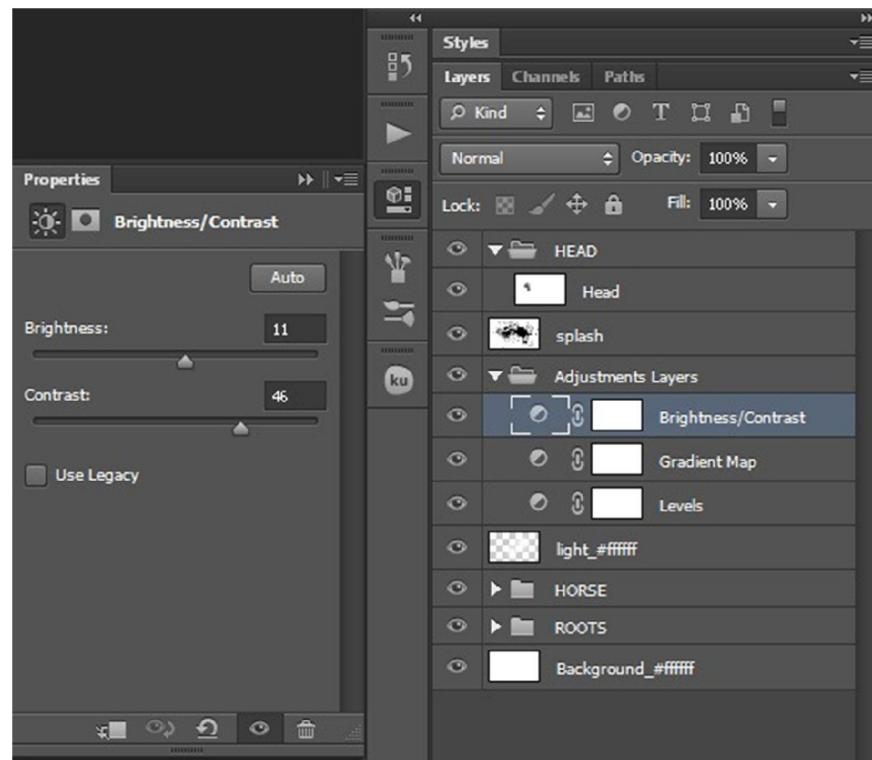 Styles
Layers Channels Paths
Kind
Normal Opacity: 100%
Lock: Fill: 100%
Properties
Brightness/Contrast
Auto
Brightness: 11
Contrast: 46
Use Legacy
ku
HEAD
Head
splash
Adjustments Layers
Brightness/Contrast
Gradient Map
Levels
light_#ffffff
HORSE
ROOTS
Background_#ffffff